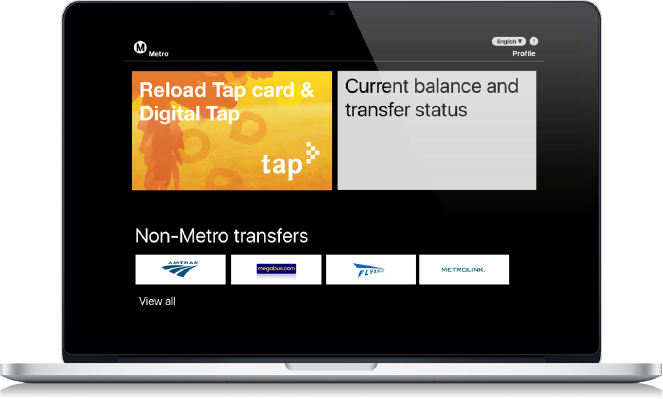 M
Metro
English ▼ ?
Profile
Reload Tap card &
Digital Tap
tap
Current balance and
transfer status
Non-Metro transfers
AMTRAK
megabus.com
FLYAWAY
METROLINK.
View all